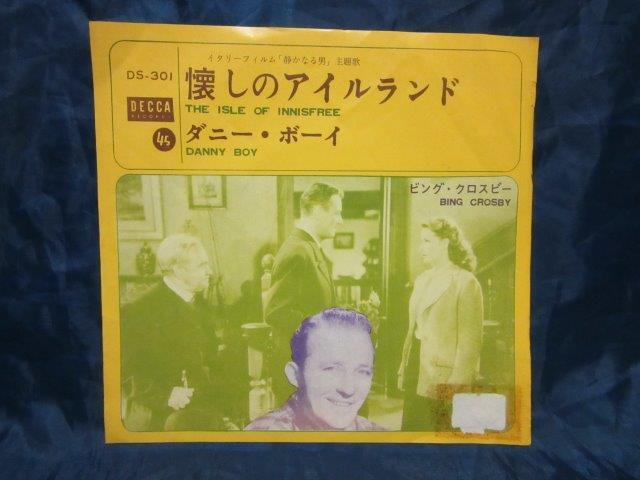 イタリーフィルム「静かなる男」主題歌
DS-301
懐しのアイルランド
THE ISLE OF INNISFREE
DECCA
RECORDS
45
ダニー・ボーイ
DANNY BOY
ビング・クロスビー
BING CROSBY